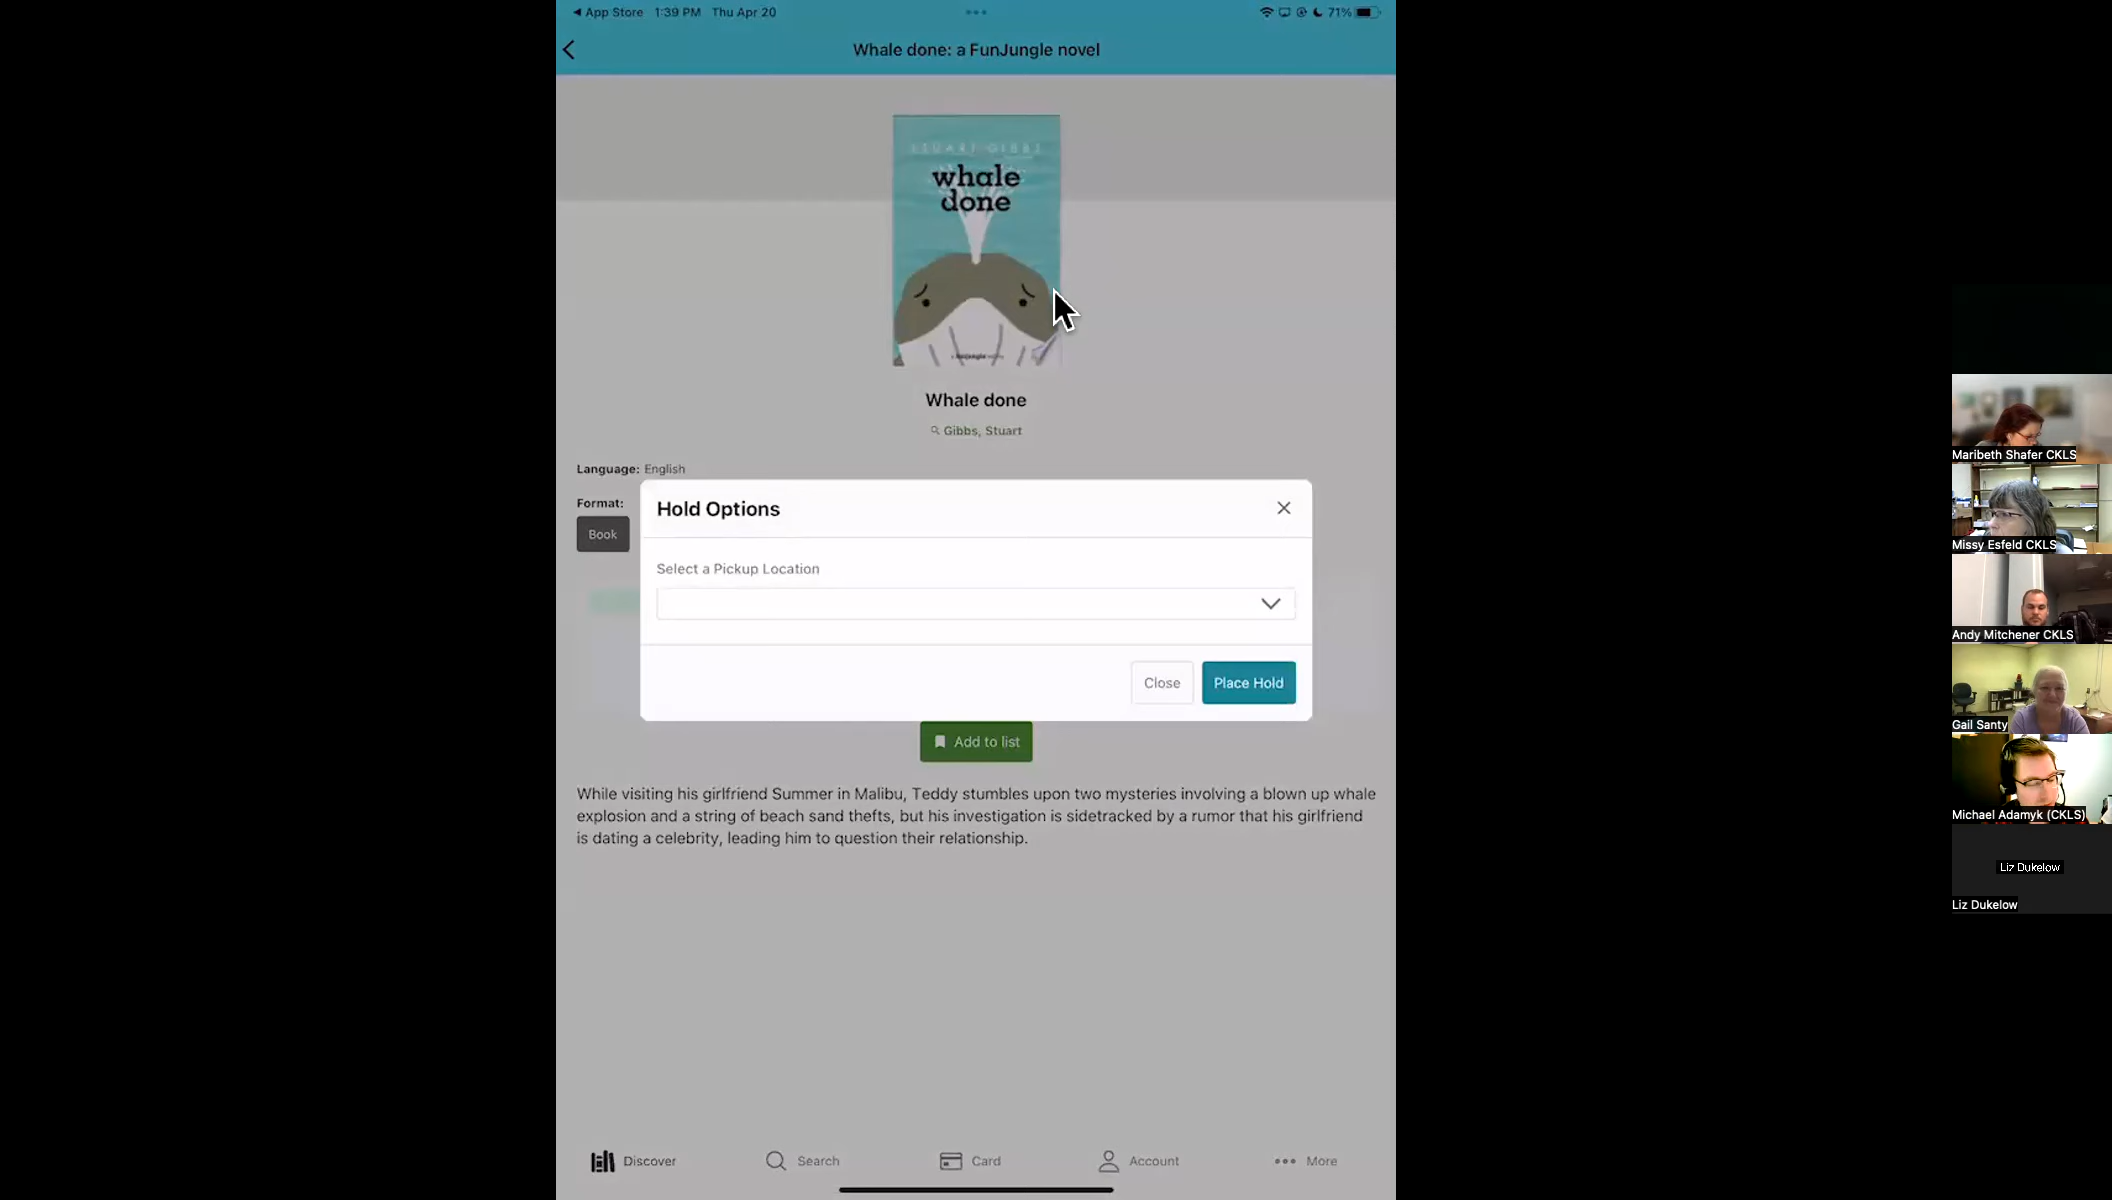 App Store 1:39 PM Thu Apr 20
71%
Whale done: a FunJungle novel
STUART GIBBS
whale
done
Whale done
Gibbs, Stuart
Language: English
Format:
Book
Hold Options
Select a Pickup Location
Close
Place Hold
Add to list
While visiting his girlfriend Summer in Malibu, Teddy stumbles upon two mysteries involving a blown up whale
explosion and a string of beach sand thefts, but his investigation is sidetracked by a rumor that his girlfriend
is dating a celebrity, leading him to question their relationship.
Discover
Search
Card
Account
More
Maribeth Shafer CKLS
Missy Esfeld CKLS
Andy Mitchener CKLS
Gail Santy
Michael Adamyk (CKLS)
Liz Dukelow
Liz Dukelow